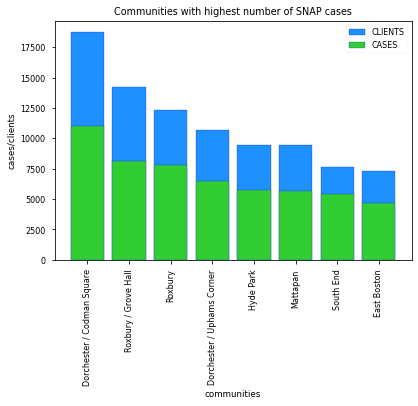 Communities with highest number of SNAP cases
CLIENTS
CASES
17500
15000
12500
10000
7500
5000
2500
0
cases/clients
Dorchester / Codman Square
Roxbury / Grove Hall
Roxbury
Dorchester / Uphams Corner
Hyde Park
Mattapan
South End
East Boston
communities